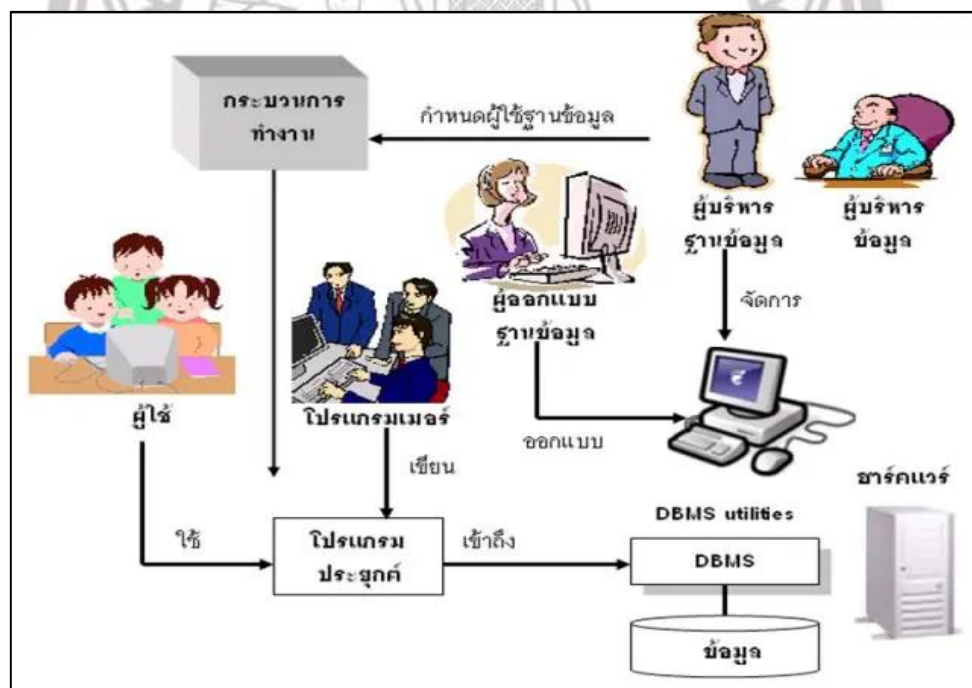 กระบวนการ
ทำงาน
กำหนดผู้ใช้ฐานข้อมูล
ผู้บริหาร
ฐานข้อมูล
ผู้บริหาร
ข้อมูล
ผู้ออกแบบ
ฐานข้อมูล
จัดการ
ผู้ใช้
โปรแกรมเมอร์
เขียน
ออกแบบ
ฮาร์ดแวร์
ใช้
โปรแกรม
ประยุกต์
เข้าถึง
DBMS utilities
DBMS
ข้อมูล